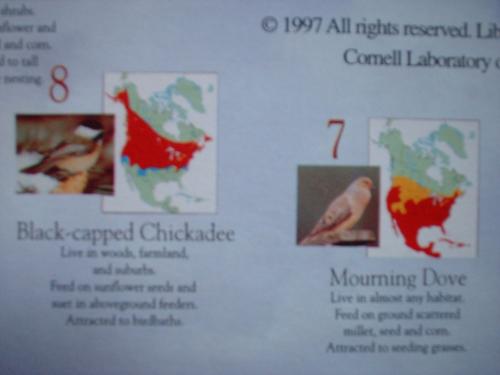 shrubs.
and
and corn.
to tall
nesting.
© 1997 All rights reserved.
Cornell Laboratory
8
Black-capped Chickadee
Live in woods, farmland,
and suburbs.
Feed on sunflower seeds and
suet in aboveground feeders.
Attracted to birdbaths.
7
Mourning Dove
Live in almost any habitat.
Feed on ground scattered
millet, seed and corn.
Attracted to seeding grasses.